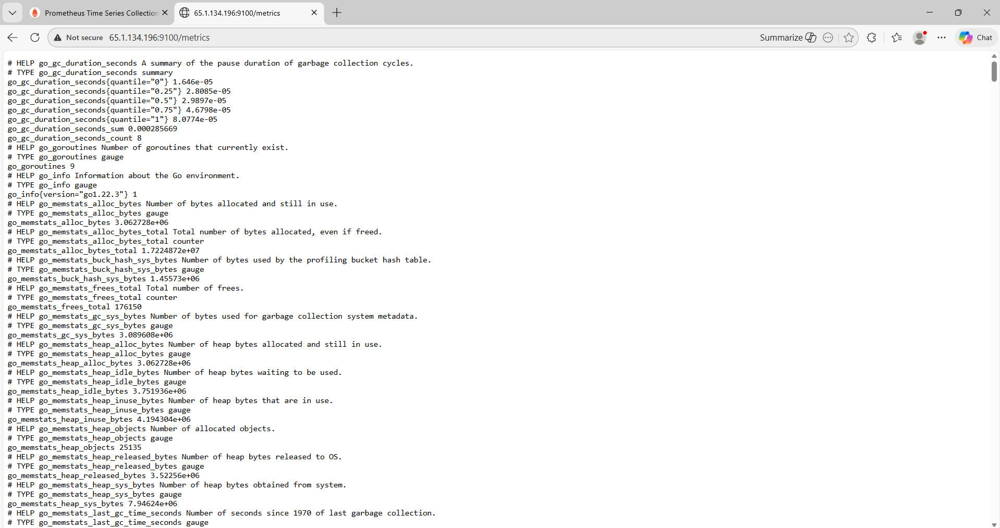 Prometheus Time Series Collection
65.1.134.196:9100/metrics
Not secure 65.1.134.196:9100/metrics
Summarize
Chat
# HELP go_gc_duration_seconds A summary of the pause duration of garbage collection cycles.
# TYPE go_gc_duration_seconds summary
go_gc_duration_seconds{quantile="0"} 1.646e-05
go_gc_duration_seconds{quantile="0.25"} 2.8085e-05
go_gc_duration_seconds{quantile="0.5"} 2.9897e-05
go_gc_duration_seconds{quantile="0.75"} 4.6798e-05
go_gc_duration_seconds{quantile="1"} 8.0774e-05
go_gc_duration_seconds_sum 0.000285669
go_gc_duration_seconds_count 8
# HELP go_goroutines Number of goroutines that currently exist.
# TYPE go_goroutines gauge
go_goroutines 9
# HELP go_info Information about the Go environment.
# TYPE go_info gauge
go_info{version="go1.22.3"} 1
# HELP go_memstats_alloc_bytes Number of bytes allocated and still in use.
# TYPE go_memstats_alloc_bytes gauge
go_memstats_alloc_bytes 3.062728e+06
# HELP go_memstats_alloc_bytes_total Total number of bytes allocated, even if freed.
# TYPE go_memstats_alloc_bytes_total counter
go_memstats_alloc_bytes_total 1.7224872e+07
# HELP go_memstats_buck_hash_sys_bytes Number of bytes used by the profiling bucket hash table.
# TYPE go_memstats_buck_hash_sys_bytes gauge
go_memstats_buck_hash_sys_bytes 1.45573e+06
# HELP go_memstats_frees_total Total number of frees.
# TYPE go_memstats_frees_total counter
go_memstats_frees_total 176150
# HELP go_memstats_gc_sys_bytes Number of bytes used for garbage collection system metadata.
# TYPE go_memstats_gc_sys_bytes gauge
go_memstats_gc_sys_bytes 3.089608e+06
# HELP go_memstats_heap_alloc_bytes Number of heap bytes allocated and still in use.
# TYPE go_memstats_heap_alloc_bytes gauge
go_memstats_heap_alloc_bytes 3.062728e+06
# HELP go_memstats_heap_idle_bytes Number of heap bytes waiting to be used.
# TYPE go_memstats_heap_idle_bytes gauge
go_memstats_heap_idle_bytes 3.751936e+06
# HELP go_memstats_heap_inuse_bytes Number of heap bytes that are in use.
# TYPE go_memstats_heap_inuse_bytes gauge
go_memstats_heap_inuse_bytes 4.194304e+06
# HELP go_memstats_heap_objects Number of allocated objects.
# TYPE go_memstats_heap_objects gauge
go_memstats_heap_objects 25135
# HELP go_memstats_heap_released_bytes Number of heap bytes released to OS.
# TYPE go_memstats_heap_released_bytes gauge
go_memstats_heap_released_bytes 3.52256e+06
# HELP go_memstats_heap_sys_bytes Number of heap bytes obtained from system.
# TYPE go_memstats_heap_sys_bytes gauge
go_memstats_heap_sys_bytes 7.94624e+06
# HELP go_memstats_last_gc_time_seconds Number of seconds since 1970 of last garbage collection.
# TYPE go_memstats_last_gc_time_seconds gauge